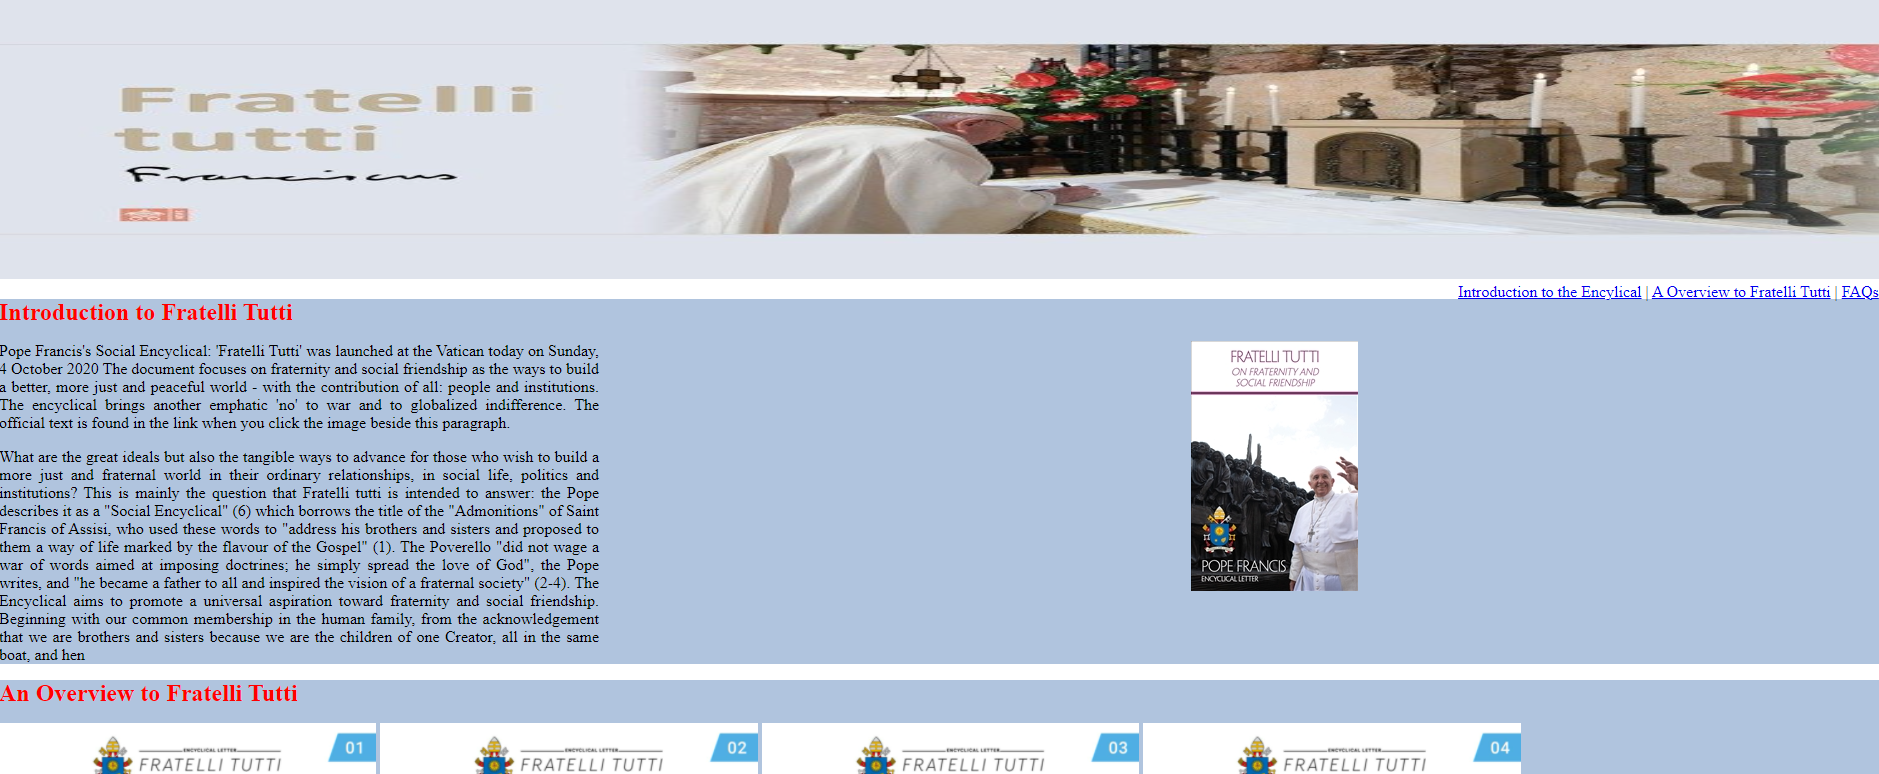 Fratelli
tutti
Franciscus
Introduction to the Encylical | A Overview to Fratelli Tutti | FAQs
Introduction to Fratelli Tutti
Pope Francis's Social Encyclical: 'Fratelli Tutti' was launched at the Vatican today on Sunday,
4 October 2020 The document focuses on fraternity and social friendship as the ways to build
a better, more just and peaceful world - with the contribution of all: people and institutions.
The encyclical brings another emphatic 'no' to war and to globalized indifference. The
official text is found in the link when you click the image beside this paragraph.
What are the great ideals but also the tangible ways to advance for those who wish to build a
more just and fraternal world in their ordinary relationships, in social life, politics and
institutions? This is mainly the question that Fratelli tutti is intended to answer: the Pope
describes it as a "Social Encyclical" (6) which borrows the title of the "Admonitions" of Saint
Francis of Assisi, who used these words to "address his brothers and sisters and proposed to
them a way of life marked by the flavour of the Gospel" (1). The Poverello "did not wage a
war of words aimed at imposing doctrines; he simply spread the love of God", the Pope
writes, and "he became a father to all and inspired the vision of a fraternal society" (2-4). The
Encyclical aims to promote a universal aspiration toward fraternity and social friendship.
Beginning with our common membership in the human family, from the acknowledgement
that we are brothers and sisters because we are the children of one Creator, all in the same
boat, and hen
FRATELLI TUTTI
ON FRATERNITY AND
SOCIAL FRIENDSHIP
POPE FRANCIS
ENCYCLICAL LETTER
An Overview to Fratelli Tutti
01
ENCYCLICAL LETTER
FRATELLI TUTTI
02
ENCYCLICAL LETTER
FRATELLI TUTTI
03
ENCYCLICAL LETTER
FRATELLI TUTTI
04
ENCYCLICAL LETTER
FRATELLI TUTTI